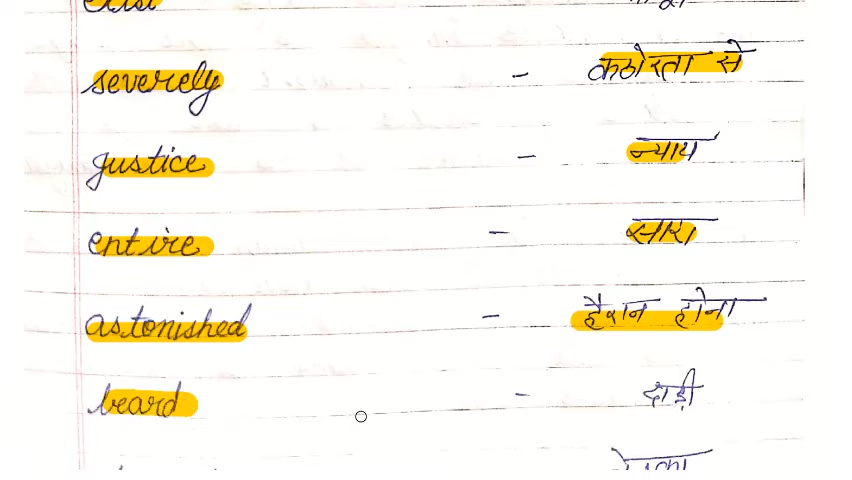 severely - कठोरता से
justice - न्याय
entire - सारा
astonished - हैरान होना
beard - दाड़ी